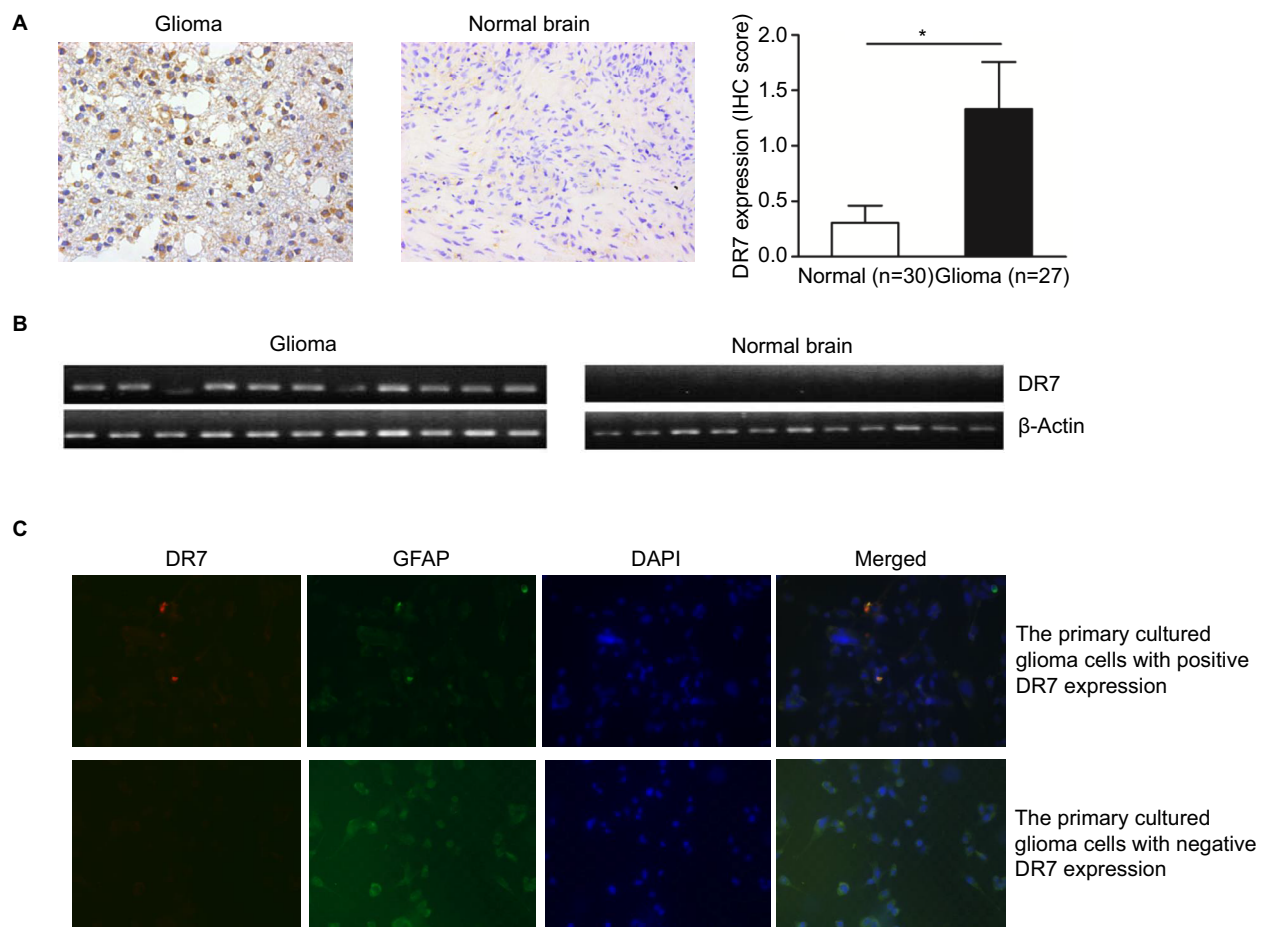 A
Glioma
Normal brain
DR7 expression (IHC score)
2.0
1.5
1.0
0.5
0.0
*
Normal (n=30)
Glioma (n=27)
B
Glioma
Normal brain
DR7
β-Actin
C
DR7
GFAP
DAPI
Merged
The primary cultured
glioma cells with positive
DR7 expression
The primary cultured
glioma cells with negative
DR7 expression